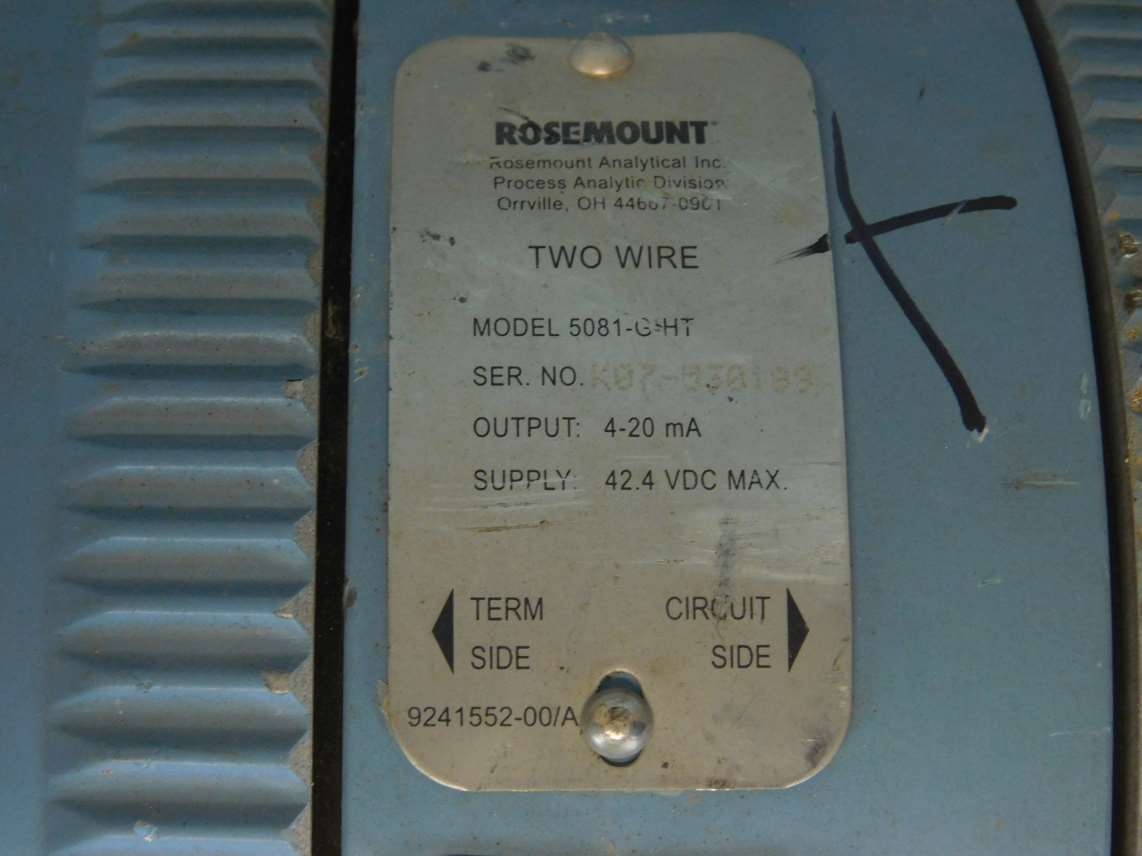 ROSEMOUNT
Rosemount Analytical Inc.
Process Analytic Division
Orrville, OH 44667-0901
TWO WIRE
MODEL 5081-G-HT
SER. NO.
OUTPUT: 4-20 mA
SUPPLY: 42.4 VDC MAX.
TERM SIDE
CIRCUIT SIDE
9241552-00/A